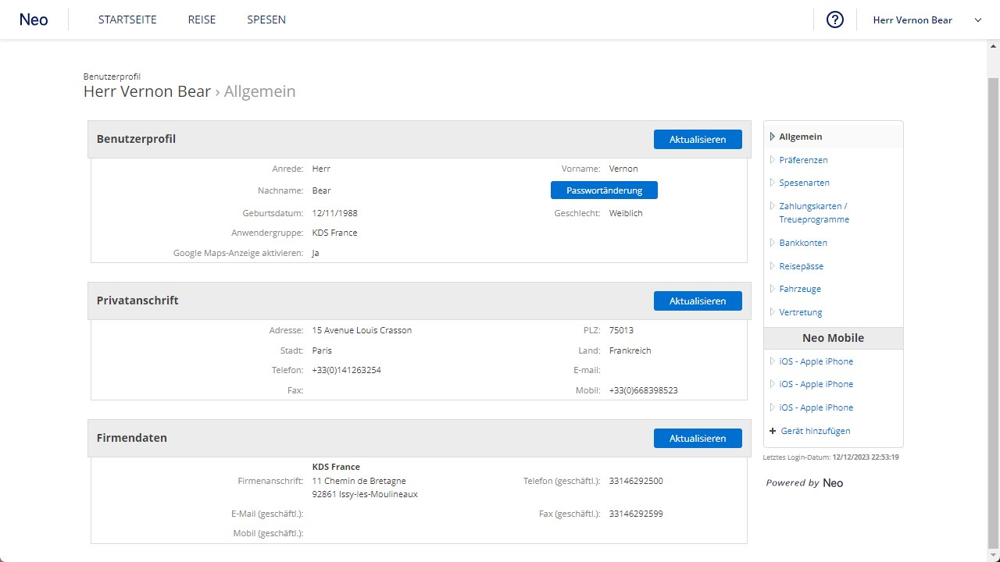 Neo
STARTSEITE
REISE
SPESEN
?
Herr Vernon Bear
Benutzerprofil
Herr Vernon Bear › Allgemein
Benutzerprofil
Aktualisieren
Anrede: Herr
Vorname: Vernon
Nachname: Bear
Passwortänderung
Geburtsdatum: 12/11/1988
Geschlecht: Weiblich
Anwendergruppe: KDS France
Google Maps-Anzeige aktivieren: Ja
Privatanschrift
Aktualisieren
Adresse: 15 Avenue Louis Crasson
PLZ: 75013
Stadt: Paris
Land: Frankreich
Telefon: +33(0)141263254
E-mail:
Fax:
Mobil: +33(0)668398523
Firmendaten
Aktualisieren
KDS France
Firmenanschrift: 11 Chemin de Bretagne
92861 Issy-les-Moulineaux
Telefon (geschäftl.): 33146292500
E-Mail (geschäftl.):
Fax (geschäftl.): 33146292599
Mobil (geschäftl.):
Allgemein
Präferenzen
Spesenarten
Zahlungskarten /
Treueprogramme
Bankkonten
Reisepässe
Fahrzeuge
Vertretung
Neo Mobile
iOS - Apple iPhone
iOS - Apple iPhone
iOS - Apple iPhone
+ Gerät hinzufügen
Letztes Login-Datum: 12/12/2023 22:53:19
Powered by Neo